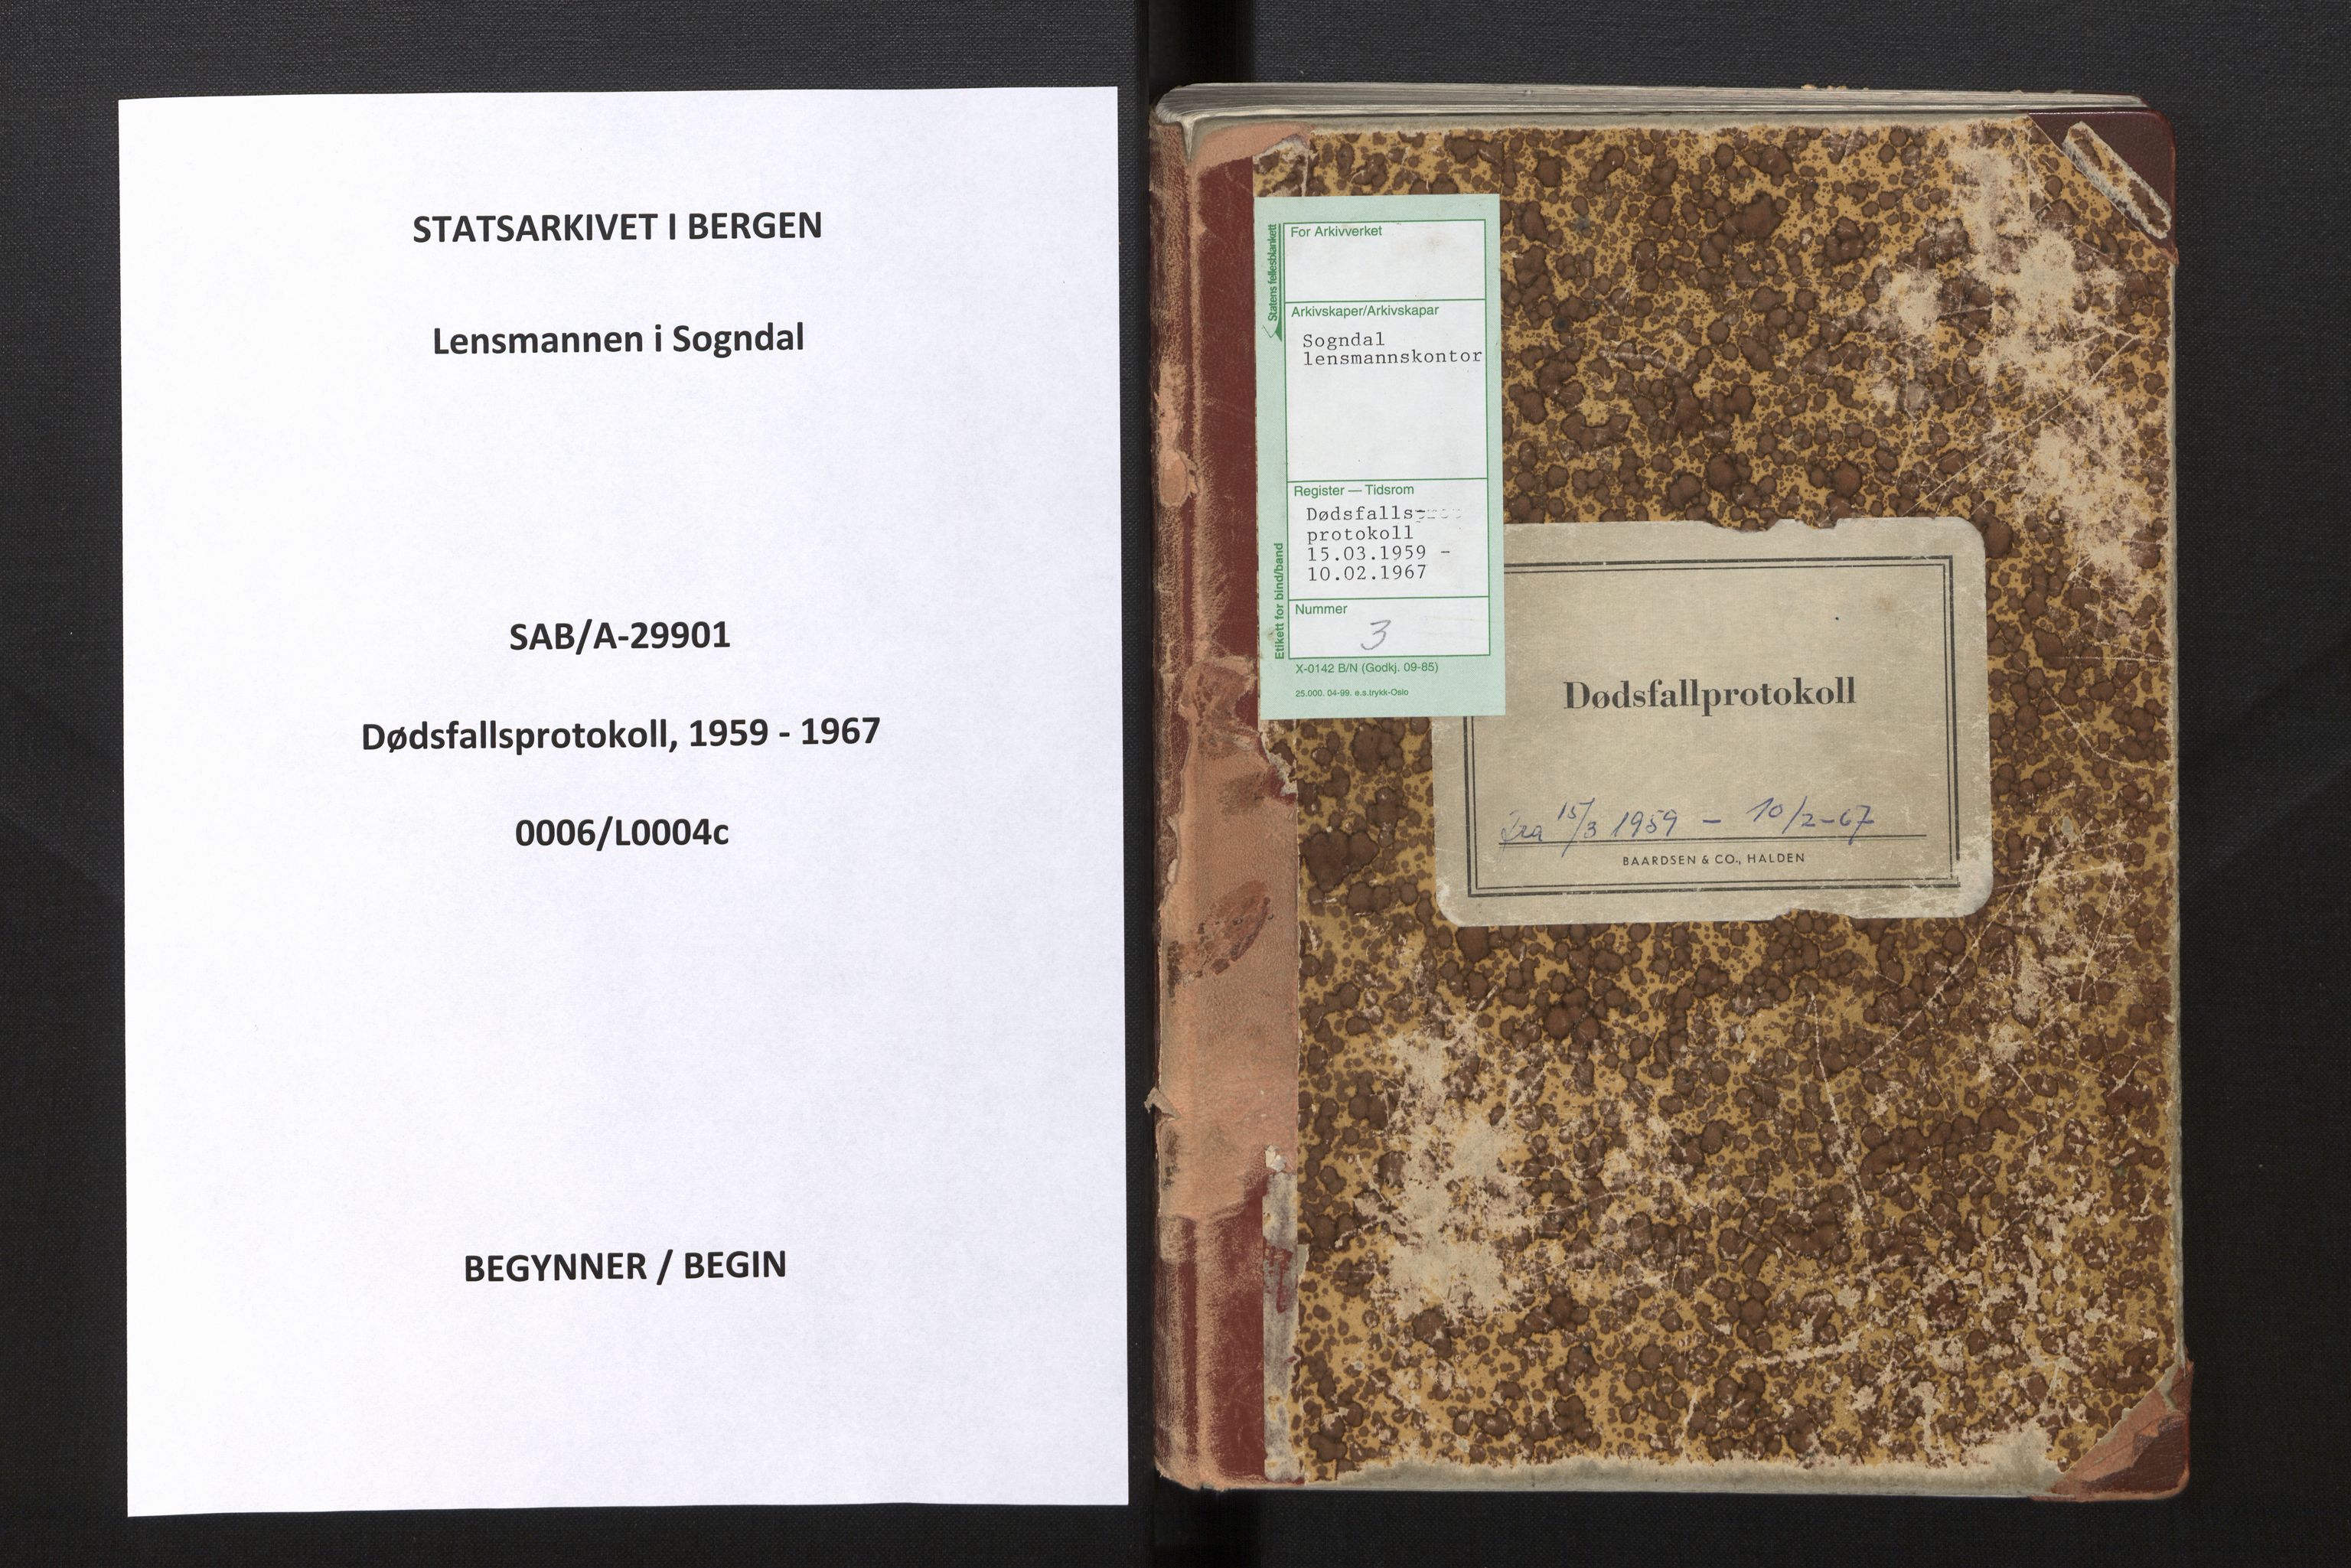 STATSARKIVET I BERGEN
Lensmannen i Sogndal
SAB/A-29901
Dødsfallsprotokoll, 1959 - 1967
0006/L0004c
BEGYNNER / BEGIN
Statens fellesblankett
Etikett for bind/band
For Arkivverket
Arkivskaper/Arkivskapar
Sogndal
lensmannskontor
Register — Tidsrom
Dødsfalls-
protokoll
15.03.1959 -
10.02.1967
Nummer
3
X-0142 B/N (Godkj. 09-85)
25.000. 04-99. e.s.trykk-Oslo
Dødsfallprotokoll
Fra 15/3 1959 - 10/2-67
BAARDSEN & CO., HALDEN